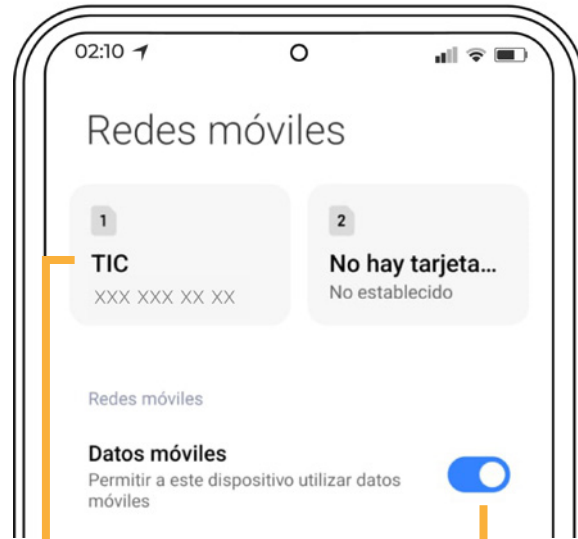 02:10
Redes móviles
1
TIC
XXX XXX XX XX
2
No hay tarjeta...
No establecido
Redes móviles
Datos móviles
Permitir a este dispositivo utilizar datos
móviles